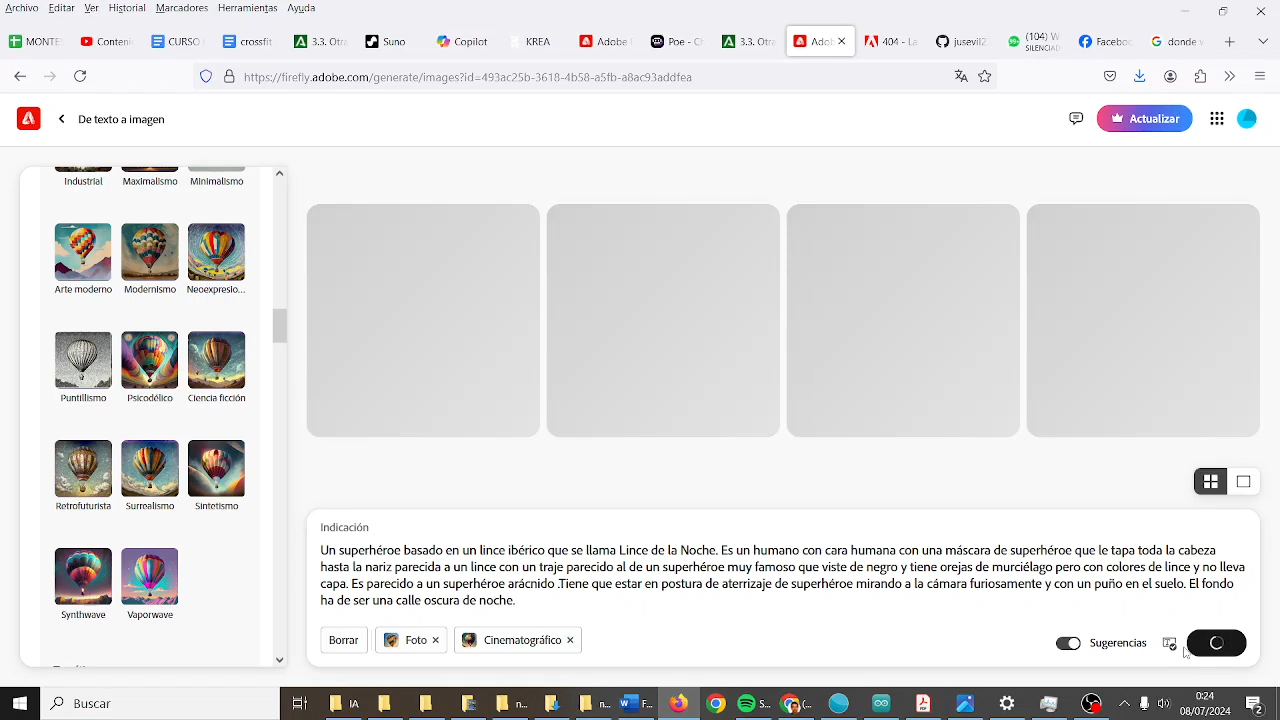 Archivo Editar Ver Historial Marcadores Herramientas Ayuda
MONTE YouTube Conteni CURSO crossfit 3.3. Otra Suno Copilot KREA Adobe Poe - Ch 3.3. Otra Adob 404 - La jusevil2 (104) W Faceboo donde v
SILENCIAD
https://firefly.adobe.com/generate/images?id=493ac25b-3618-4b58-a5fb-a8ac93addfea
De texto a imagen
Actualizar
Industrial Maximalismo Minimalismo
Arte moderno Modernismo Neoexpresio...
Puntillismo Psicodélico Ciencia ficción
Retrofuturista Surrealismo Sintetismo
Synthwave Vaporwave
Indicación
Un superhéroe basado en un lince ibérico que se llama Lince de la Noche. Es un humano con cara humana con una máscara de superhéroe que le tapa toda la cabeza
hasta la nariz parecida a un lince con un traje parecido al de un superhéroe muy famoso que viste de negro y tiene orejas de murciélago pero con colores de lince y no lleva
capa. Es parecido a un superhéroe arácnido .Tiene que estar en postura de aterrizaje de superhéroe mirando a la cámara furiosamente y con un puño en el suelo. El fondo
ha de ser una calle oscura de noche.
Borrar Foto Cinematográfico Sugerencias
Buscar IA n... n... F... S... (... 0:24
08/07/2024 2